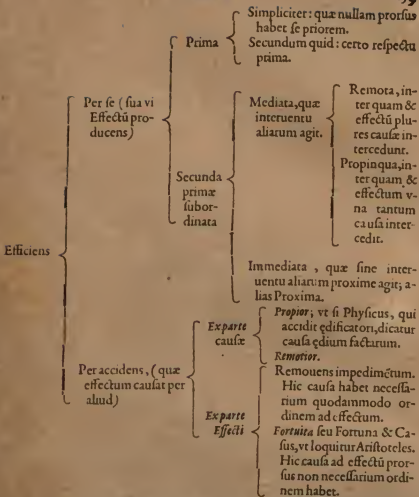 Simpliciter: quæ nullam prorsus
habet se priorem.
Prima
Secundum quid: certo respectu
prima.
Per se (sua vi
Effectū pro-
ducens)
Mediata, quæ
interuentu
aliarum agit.
Remota, in-
ter quam &
effectū plu-
res causæ in-
tercedunt.
Propinqua, in-
ter quam &
effectum v-
na tantum
causa inter-
cedit.
Secunda
primæ
subor-
dinata
Immediata, quæ sine inter-
uentu aliarum proxime agit; a-
lias Proxima.
Efficiens
Per accidens, (quæ
effectum causat per
aliud)
Ex parte
causæ
Propior; vt si Physicus, qui
accidit ędificatori, dicatur
causa ędium factarum.
Remotior.
Ex parte
Effecti
Remouens impedimētum.
Hic causa habet necessa-
rium quodammodo or-
dinem ad effectum.
Fortuita seu Fortuna & Ca-
sus, vt loquitur Aristoteles.
Hic causa ad effectū pror-
sus non necessarium ordi-
nem habet.